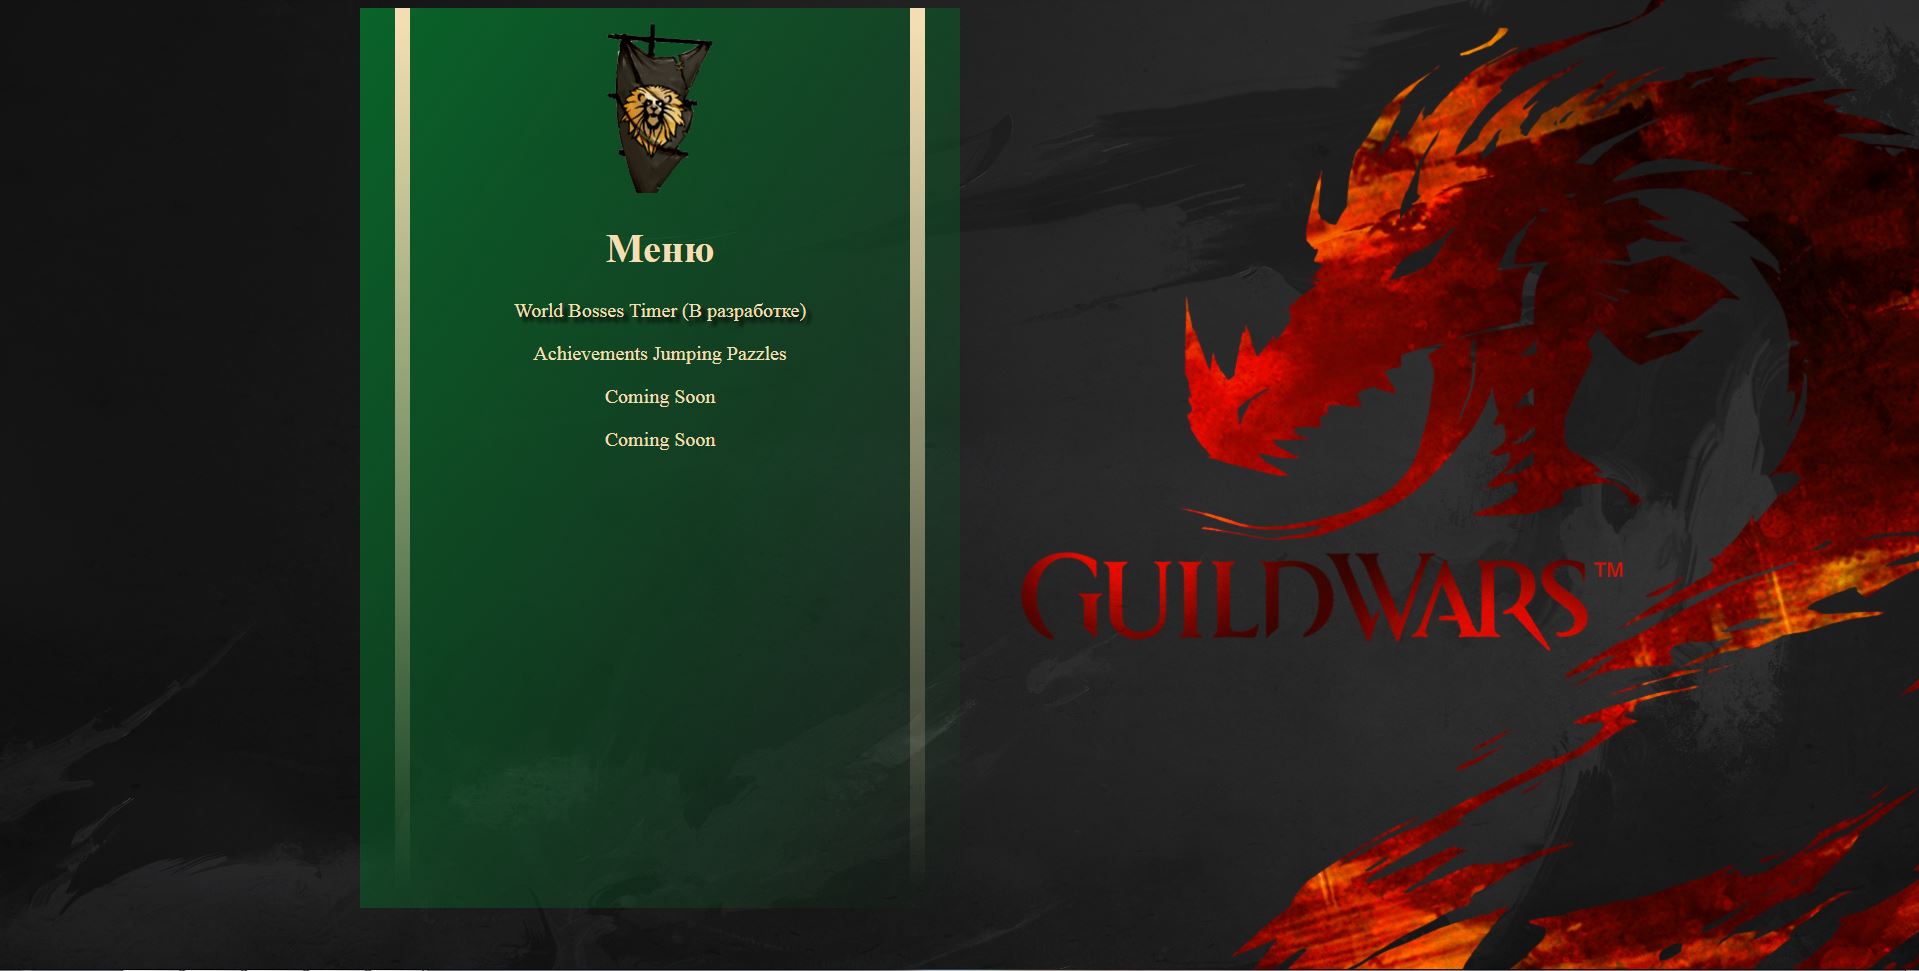 Меню
World Bosses Timer (В разработке)
Achievements Jumping Pazzles
Coming Soon
Coming Soon
GUILDWARS™